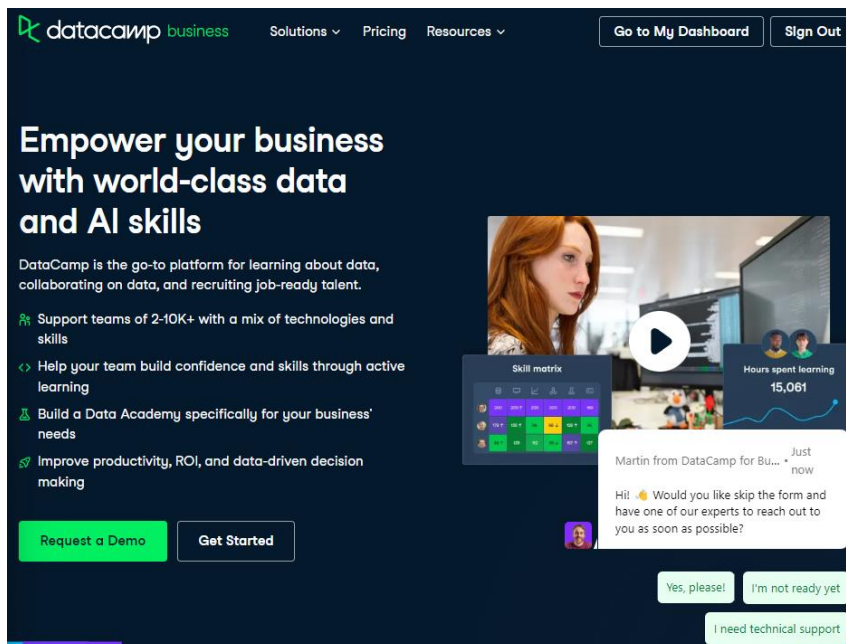 datacamp business
Solutions
Pricing
Resources
Go to My Dashboard
Sign Out
Empower your business
with world-class data
and AI skills
DataCamp is the go-to platform for learning about data,
collaborating on data, and recruiting job-ready talent.
Support teams of 2-10K+ with a mix of technologies and
skills
Help your team build confidence and skills through active
learning
Build a Data Academy specifically for your business'
needs
Improve productivity, ROI, and data-driven decision
making
Request a Demo
Get Started
Skill matrix
Hours spent learning
15,061
Martin from DataCamp for Bu... • Just
now
Hi! 👋 Would you like skip the form and
have one of our experts to reach out to
you as soon as possible?
Yes, please!
I'm not ready yet
I need technical support